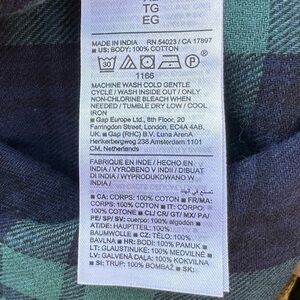 TG
EG
MADE IN INDIA RN 54023 / CA 17897
■ US: BODY: 100% COTTON
30
P
1166
MACHINE WASH COLD GENTLE
CYCLE / WASH INSIDE OUT / ONLY
NON-CHLORINE BLEACH WHEN
NEEDED / TUMBLE DRY LOW / COOL
IRON
■ Gap Europe Ltd., 8th Floor, 20
Farringdon Street, London, EC4A 4AB,
UK ■ Gap (RHC) B.V. Luna ArenA,
Herikerbergweg 238 Amsterdam 1101
CM, Netherlands
FABRIQUE EN INDE / HECHO EN
INDIA / VYROBENO V INDII / DIBUAT
DI INDIA / WYPRODUKOWANO W
INDIACH /
■ CA: CORPS: 100% COTON ■ FR/MA:
CORPS: 100% COTON ■ IT: CORPO:
100% COTONE ■ CL/ CR/ GT/ MX/ PA/
PE/ SP/ SV: cuerpo: 100% algodón ■
AT/DE: HAUPTTEIL: 100%
BAUMWOLLE ■ CZ: TĚLO: 100%
BAVLNA ■ HR: BODI: 100% PAMUK ■
LT: GLAUSTINUKĖ: 100% MEDVILNĖ ■
LV: GALVENĀ DAĻA: 100% KOKVILNA
■ SI: TRUP: 100% BOMBAŽ ■ SK: